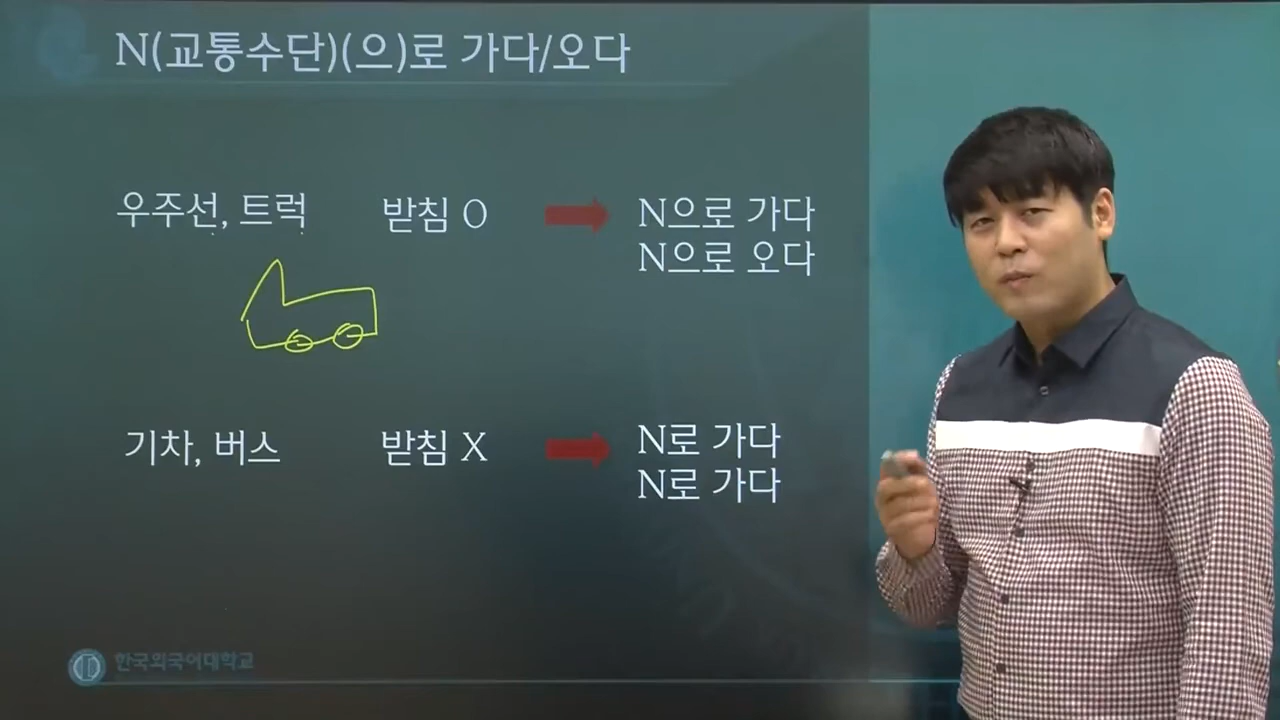 N(교통수단)(으)로 가다/오다
우주선, 트럭 받침 O N으로 가다
N으로 오다
기차, 버스 받침 X N로 가다
N로 가다
한국외국어대학교